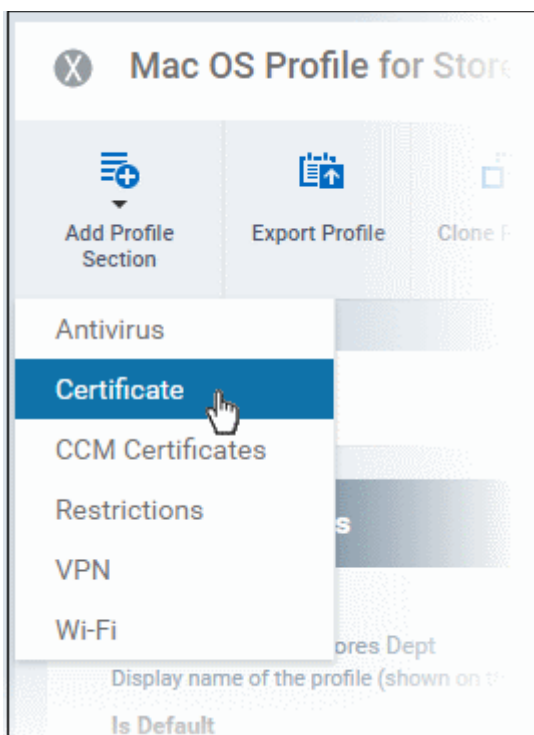 Mac OS Profile for Store
Add Profile
Section
Export Profile
Clone
Antivirus
Certificate
CCM Certificates
Restrictions
s
VPN
Wi-Fi
ores Dept
Display name of the profile (shown on
Is Default